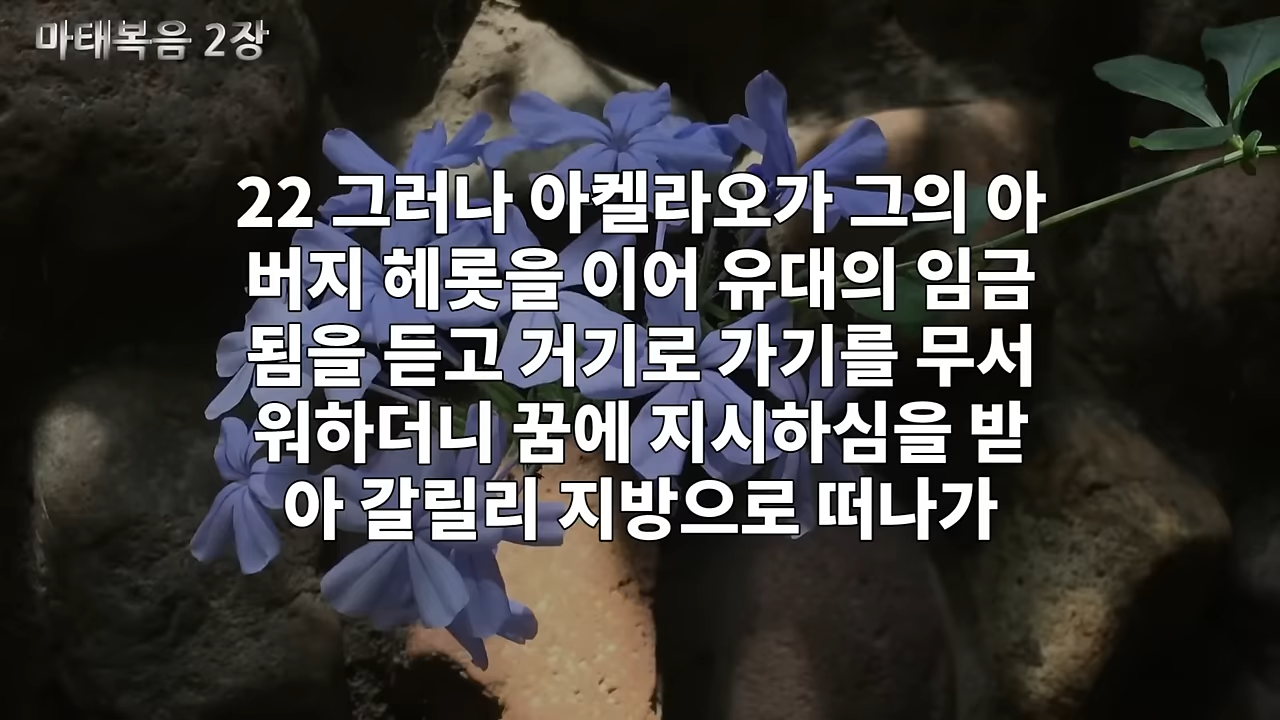 마태복음 2장
22 그러나 아켈라오가 그의 아
버지 헤롯을 이어 유대의 임금
됨을 듣고 거기로 가기를 무서
워하더니 꿈에 지시하심을 받
아 갈릴리 지방으로 떠나가